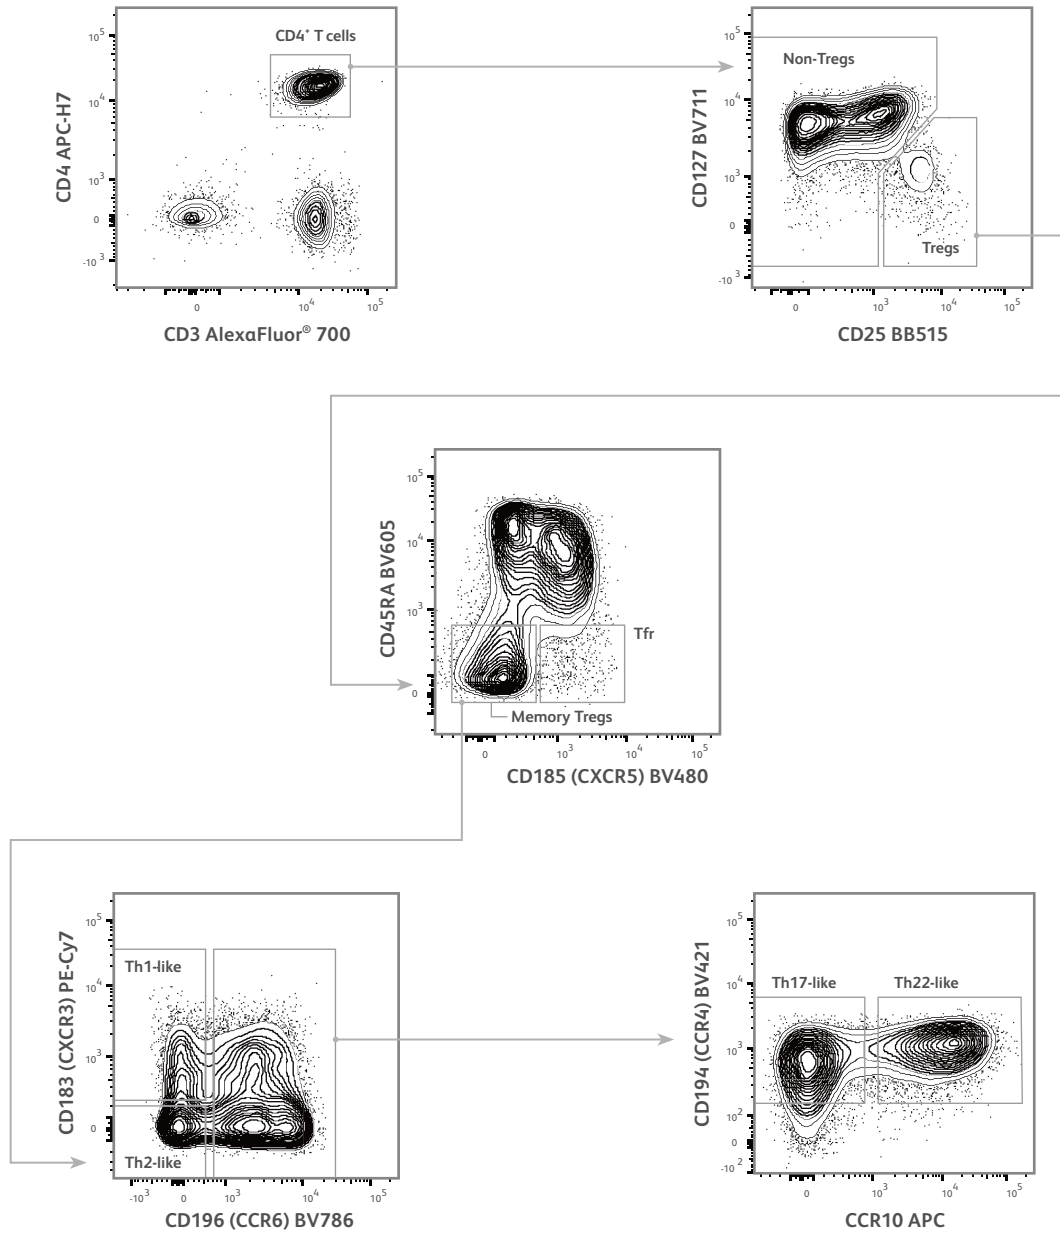 CD4⁺ T cells
10⁵
10⁴
10³
0
-10³
CD4 APC-H7
0
10⁴
10⁵
CD3 AlexaFluor® 700
Non-Tregs
10⁵
10⁴
10³
0
-10³
CD127 BV711
Tregs
0
10³
10⁴
10⁵
CD25 BB515
10⁵
10⁴
10³
0
CD45RA BV605
Tfr
Memory Tregs
0
10³
10⁴
10⁵
CD185 (CXCR5) BV480
10⁵
10⁴
10³
0
CD183 (CXCR3) PE-Cy7
Th1-like
Th2-like
-10³
0
10³
10⁴
10⁵
CD196 (CCR6) BV786
10⁵
10⁴
10³
10²
0
-10²
CD194 (CCR4) BV421
Th17-like
Th22-like
0
10³
10⁴
10⁵
CCR10 APC